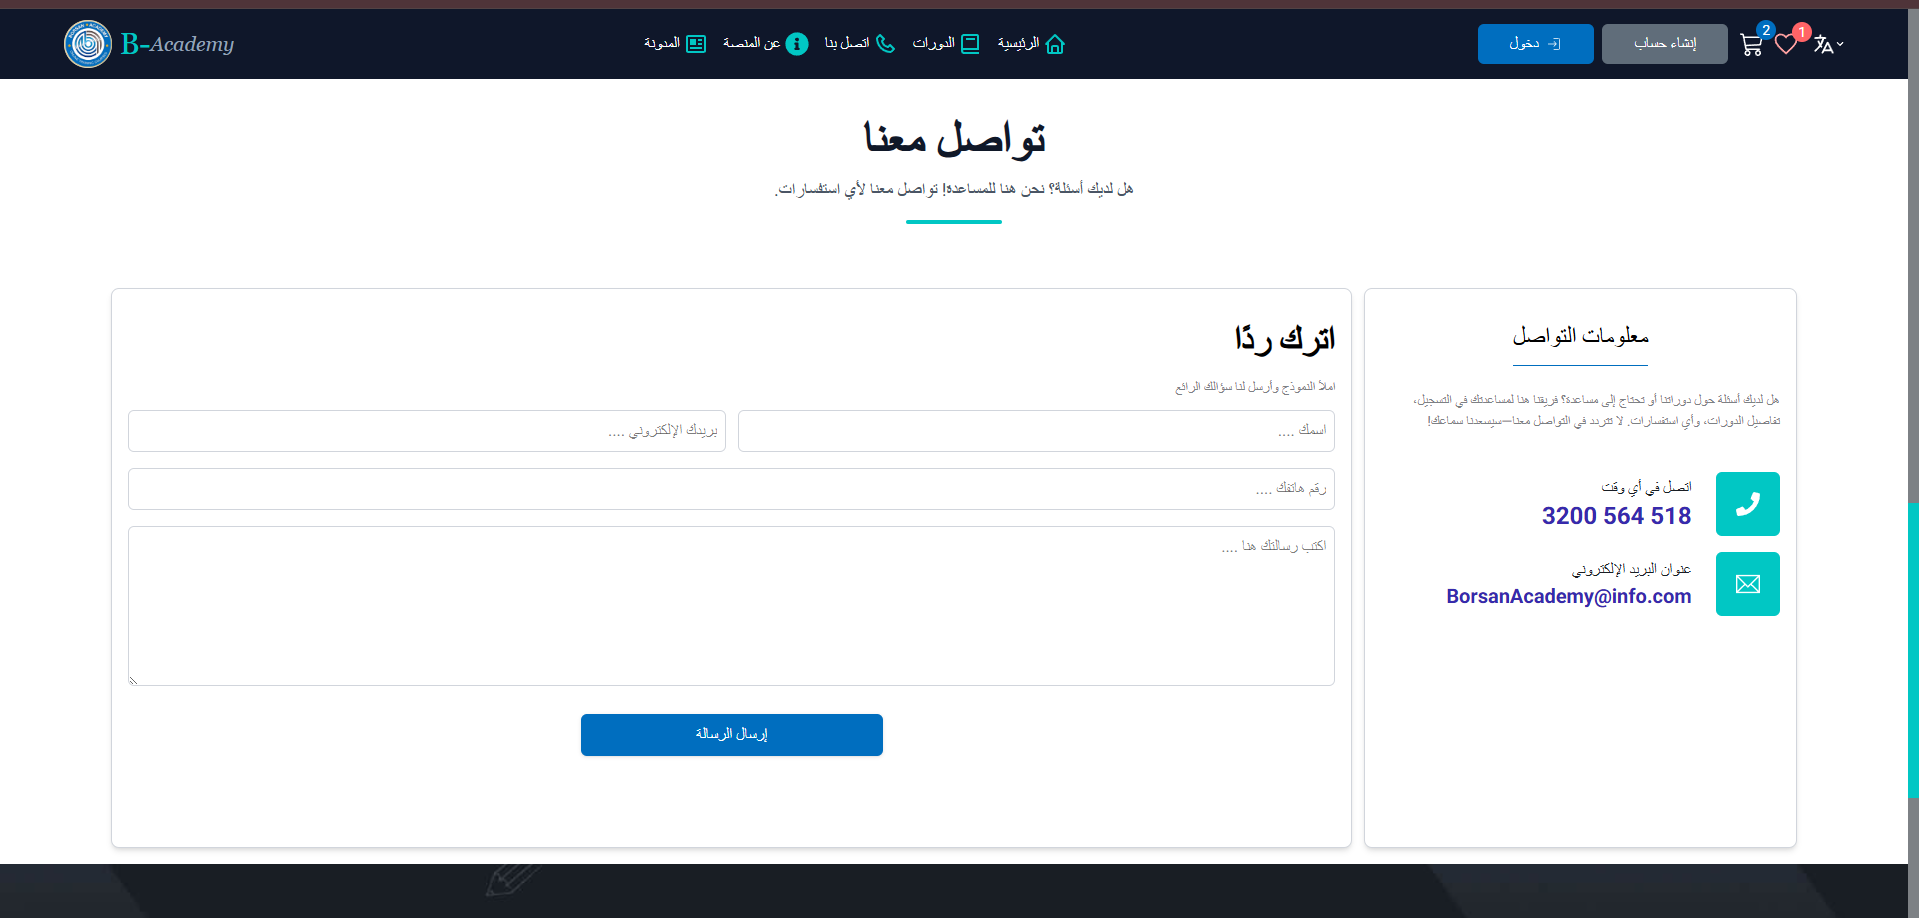 إنشاء حساب
دخول
2
1
الرئيسية
الدورات
اتصل بنا
عن المنصة
المدونة
B-Academy
تواصل معنا
هل لديك أسئلة؟ نحن هنا للمساعدة! تواصل معنا لأي استفسارات.
معلومات التواصل
هل لديك أسئلة حول دوراتنا أو تحتاج إلى مساعدة؟ فريقنا هنا لمساعدتك في التسجيل،
تفاصيل الدورات، وأي استفسارات. لا تتردد في التواصل معنا—سيسعدنا سماعك!
اتصل في أي وقت
3200 564 518
عنوان البريد الإلكتروني
BorsanAcademy@info.com
اترك ردًا
املأ النموذج وأرسل لنا سؤالك الرائع
اسمك ....
بريدك الإلكتروني ....
رقم هاتفك ....
اكتب رسالتك هنا ....
إرسال الرسالة